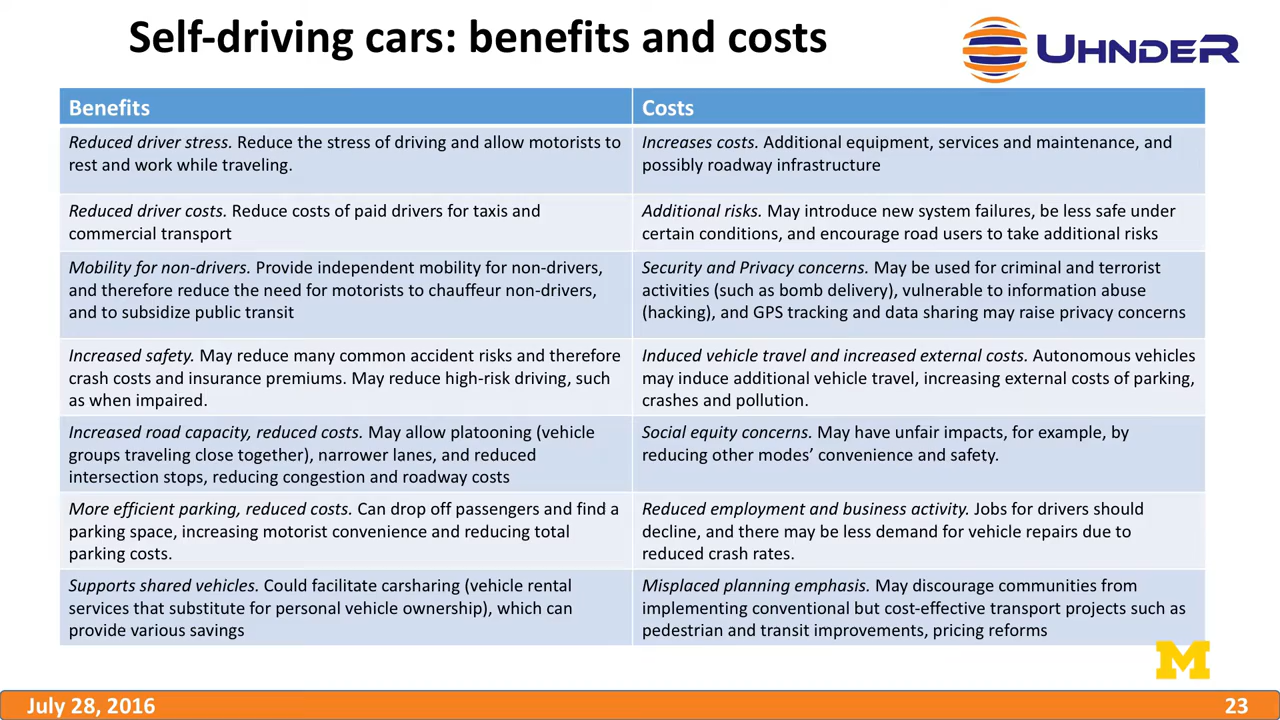 Self-driving cars: benefits and costs
UHNDER
Benefits
Costs
Reduced driver stress. Reduce the stress of driving and allow motorists to
rest and work while traveling.
Increases costs. Additional equipment, services and maintenance, and
possibly roadway infrastructure
Reduced driver costs. Reduce costs of paid drivers for taxis and
commercial transport
Additional risks. May introduce new system failures, be less safe under
certain conditions, and encourage road users to take additional risks
Mobility for non-drivers. Provide independent mobility for non-drivers,
and therefore reduce the need for motorists to chauffeur non-drivers,
and to subsidize public transit
Security and Privacy concerns. May be used for criminal and terrorist
activities (such as bomb delivery), vulnerable to information abuse
(hacking), and GPS tracking and data sharing may raise privacy concerns
Increased safety. May reduce many common accident risks and therefore
crash costs and insurance premiums. May reduce high-risk driving, such
as when impaired.
Induced vehicle travel and increased external costs. Autonomous vehicles
may induce additional vehicle travel, increasing external costs of parking,
crashes and pollution.
Increased road capacity, reduced costs. May allow platooning (vehicle
groups traveling close together), narrower lanes, and reduced
intersection stops, reducing congestion and roadway costs
Social equity concerns. May have unfair impacts, for example, by
reducing other modes’ convenience and safety.
More efficient parking, reduced costs. Can drop off passengers and find a
parking space, increasing motorist convenience and reducing total
parking costs.
Reduced employment and business activity. Jobs for drivers should
decline, and there may be less demand for vehicle repairs due to
reduced crash rates.
Supports shared vehicles. Could facilitate carsharing (vehicle rental
services that substitute for personal vehicle ownership), which can
provide various savings
Misplaced planning emphasis. May discourage communities from
implementing conventional but cost-effective transport projects such as
pedestrian and transit improvements, pricing reforms
M
July 28, 2016
23